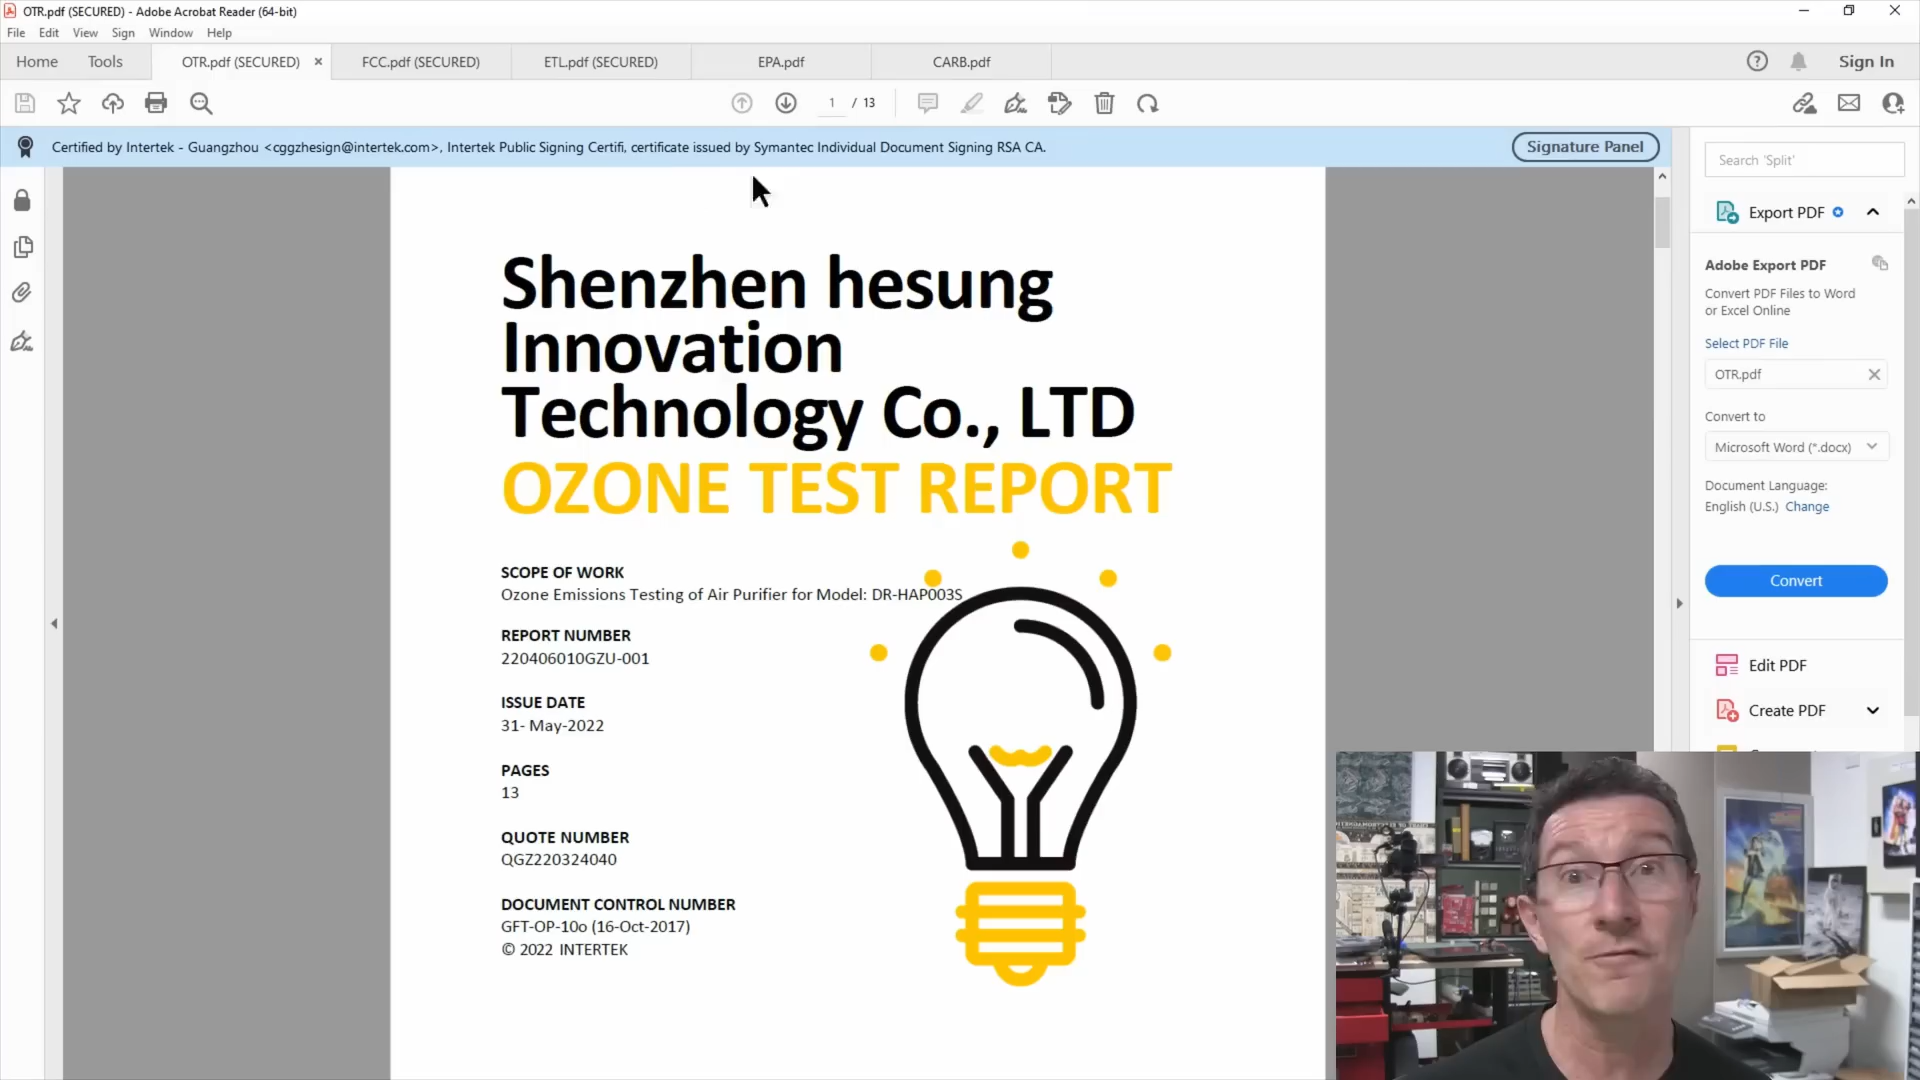 OTR.pdf (SECURED) - Adobe Acrobat Reader (64-bit)
File Edit View Sign Window Help
Home Tools OTR.pdf (SECURED) FCC.pdf (SECURED) ETL.pdf (SECURED) EPA.pdf CARB.pdf Sign In
1 / 13
Certified by Intertek - Guangzhou <cggzhesign@intertek.com>, Intertek Public Signing Certifi, certificate issued by Symantec Individual Document Signing RSA CA.
Signature Panel
Shenzhen hesung
Innovation
Technology Co., LTD
OZONE TEST REPORT
SCOPE OF WORK
Ozone Emissions Testing of Air Purifier for Model: DR-HAP003S
REPORT NUMBER
220406010GZU-001
ISSUE DATE
31- May-2022
PAGES
13
QUOTE NUMBER
QGZ220324040
DOCUMENT CONTROL NUMBER
GFT-OP-10o (16-Oct-2017)
© 2022 INTERTEK
Search 'Split'
Export PDF
Adobe Export PDF
Convert PDF Files to Word
or Excel Online
Select PDF File
OTR.pdf
Convert to
Microsoft Word (*.docx)
Document Language:
English (U.S.) Change
Convert
Edit PDF
Create PDF